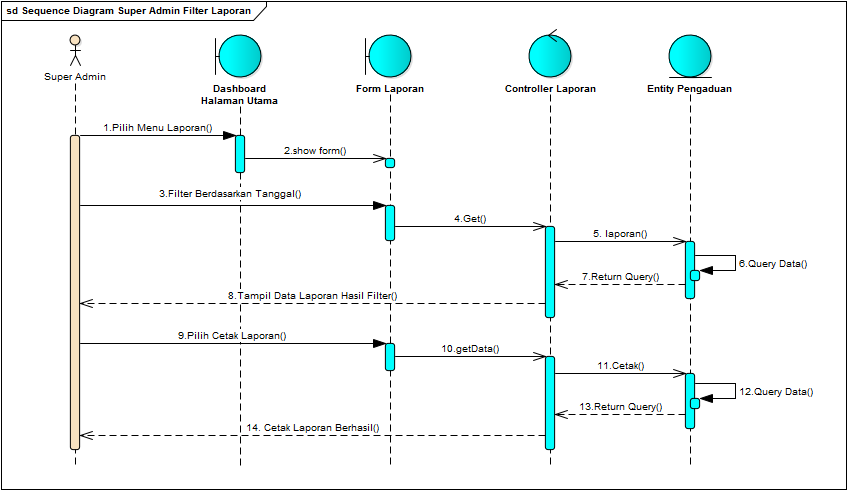 sd Sequence Diagram Super Admin Filter Laporan
Super Admin
Dashboard
Halaman Utama
Form Laporan
Controller Laporan
Entity Pengaduan
1.Pilih Menu Laporan()
2.show form()
3.Filter Berdasarkan Tanggal()
4.Get()
5. laporan()
6.Query Data()
7.Return Query()
8.Tampil Data Laporan Hasil Filter()
9.Pilih Cetak Laporan()
10.getData()
11.Cetak()
12.Query Data()
13.Return Query()
14. Cetak Laporan Berhasil()